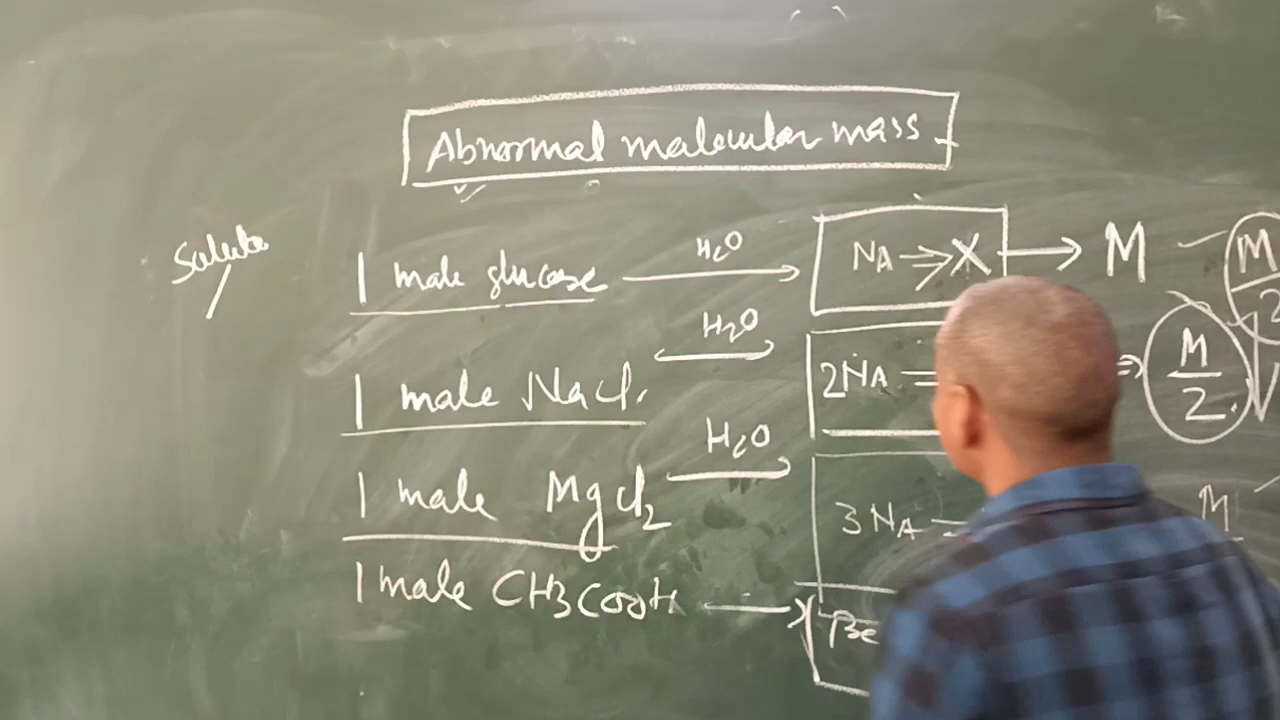 Abnormal molecular mass
Solute
1 mole glucose H2O NA ⇒ X → M M/2
1 mole NaCl. H2O 2NA = ⇒ M/2
1 mole MgCl2 H2O 3NA M
1 mole CH3COOH → Be